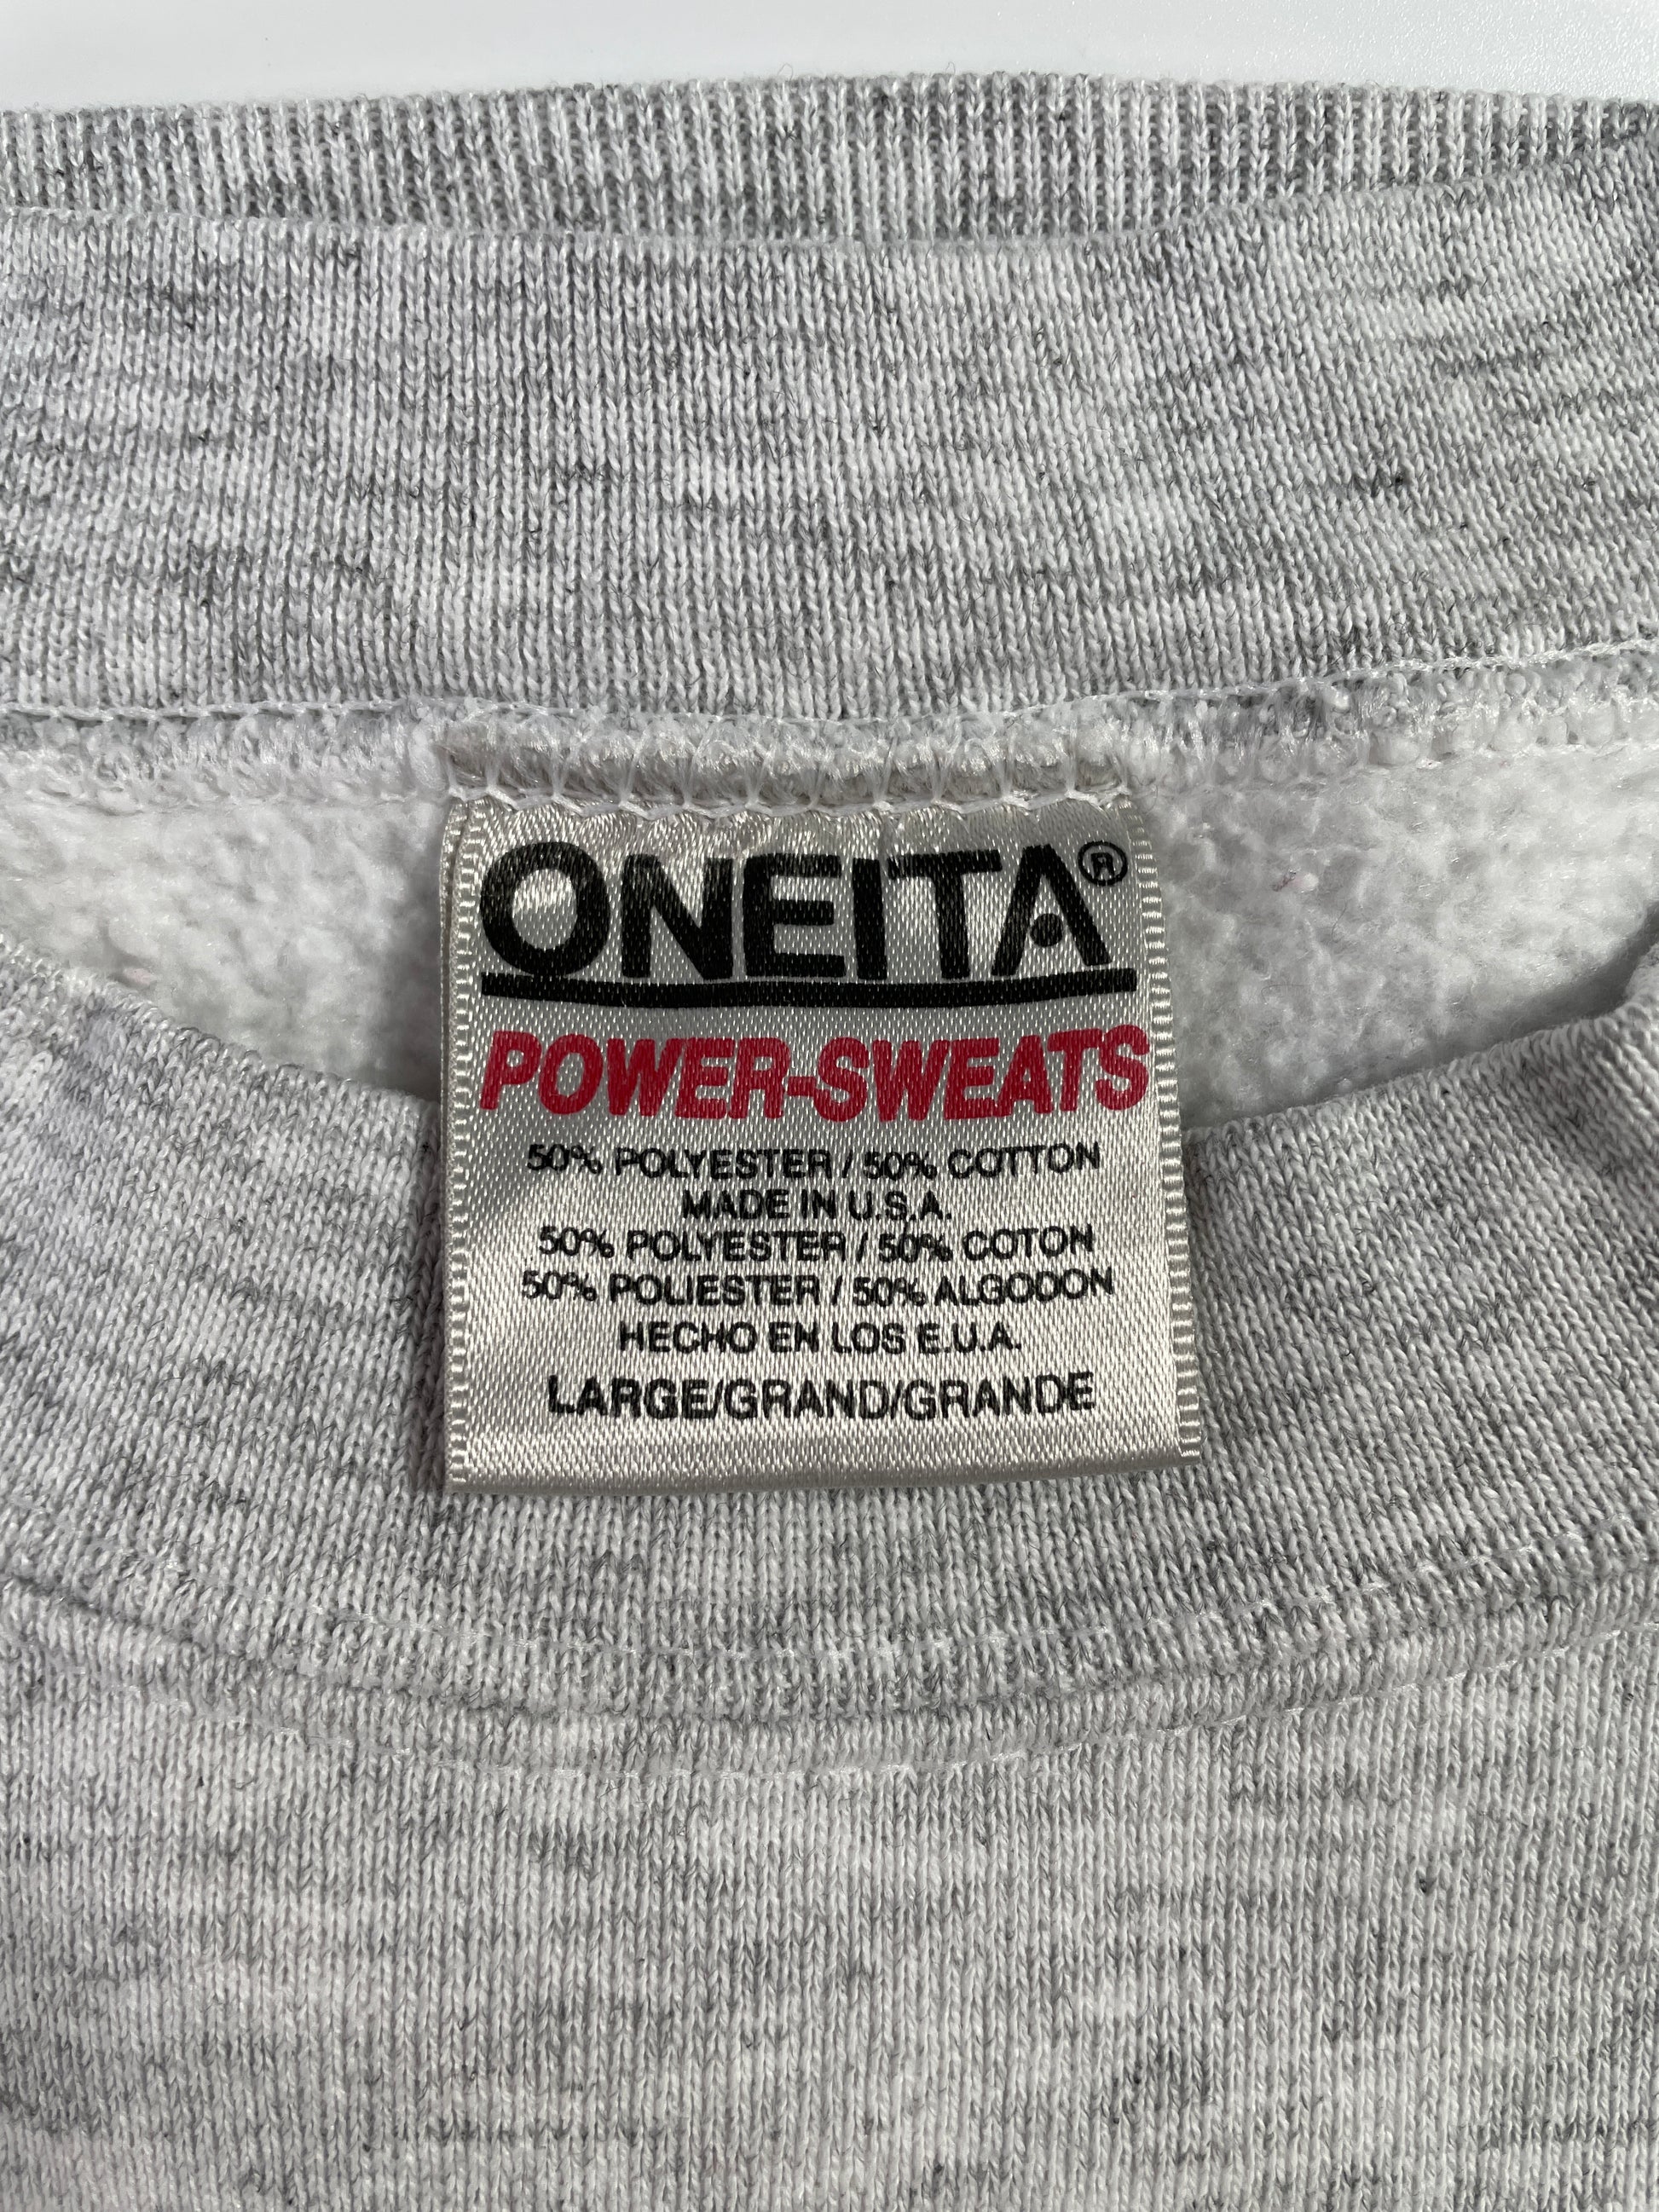 ONEITA®
POWER-SWEATS
50% POLYESTER / 50% COTTON
MADE IN U.S.A.
50% POLYESTER / 50% COTON
50% POLIESTER / 50% ALGODON
HECHO EN LOS E.U.A.
LARGE/GRAND/GRANDE